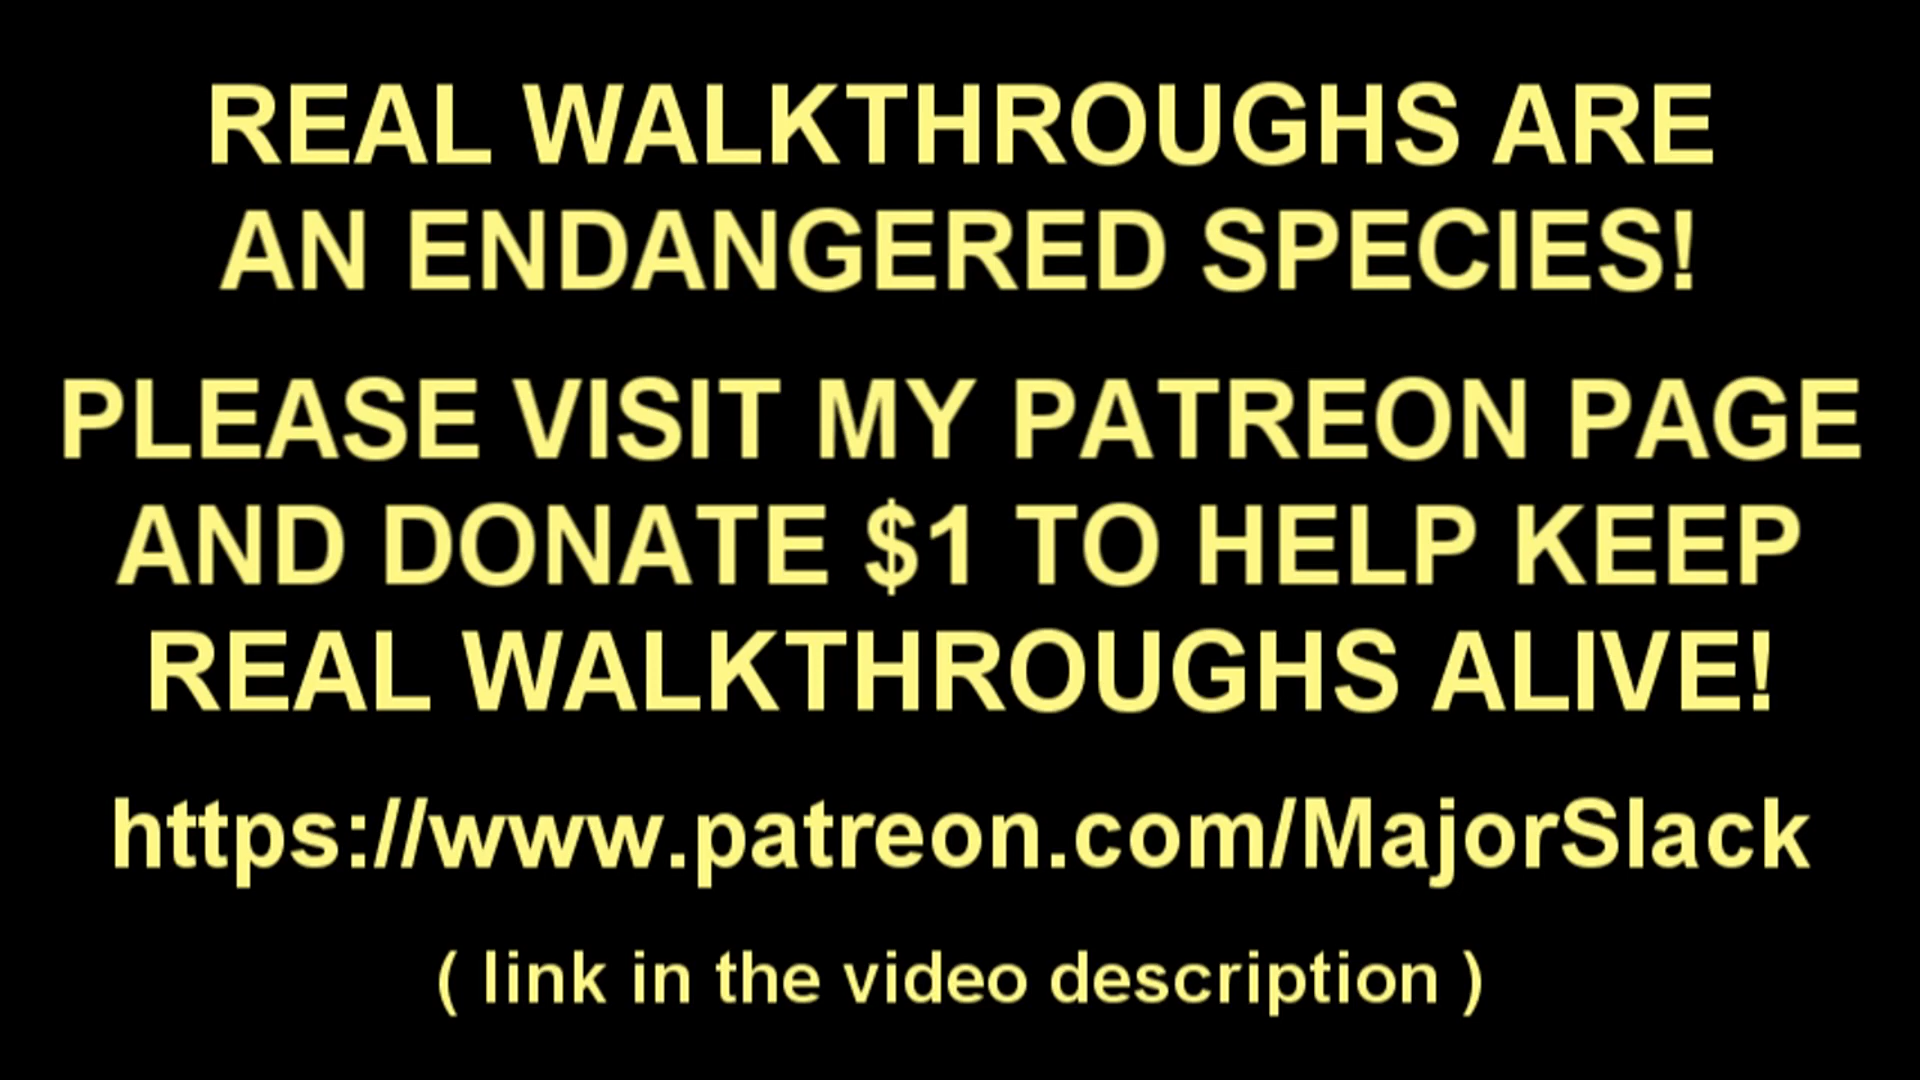 REAL WALKTHROUGHS ARE
AN ENDANGERED SPECIES!
PLEASE VISIT MY PATREON PAGE
AND DONATE $1 TO HELP KEEP
REAL WALKTHROUGHS ALIVE!
https://www.patreon.com/MajorSlack
( link in the video description )